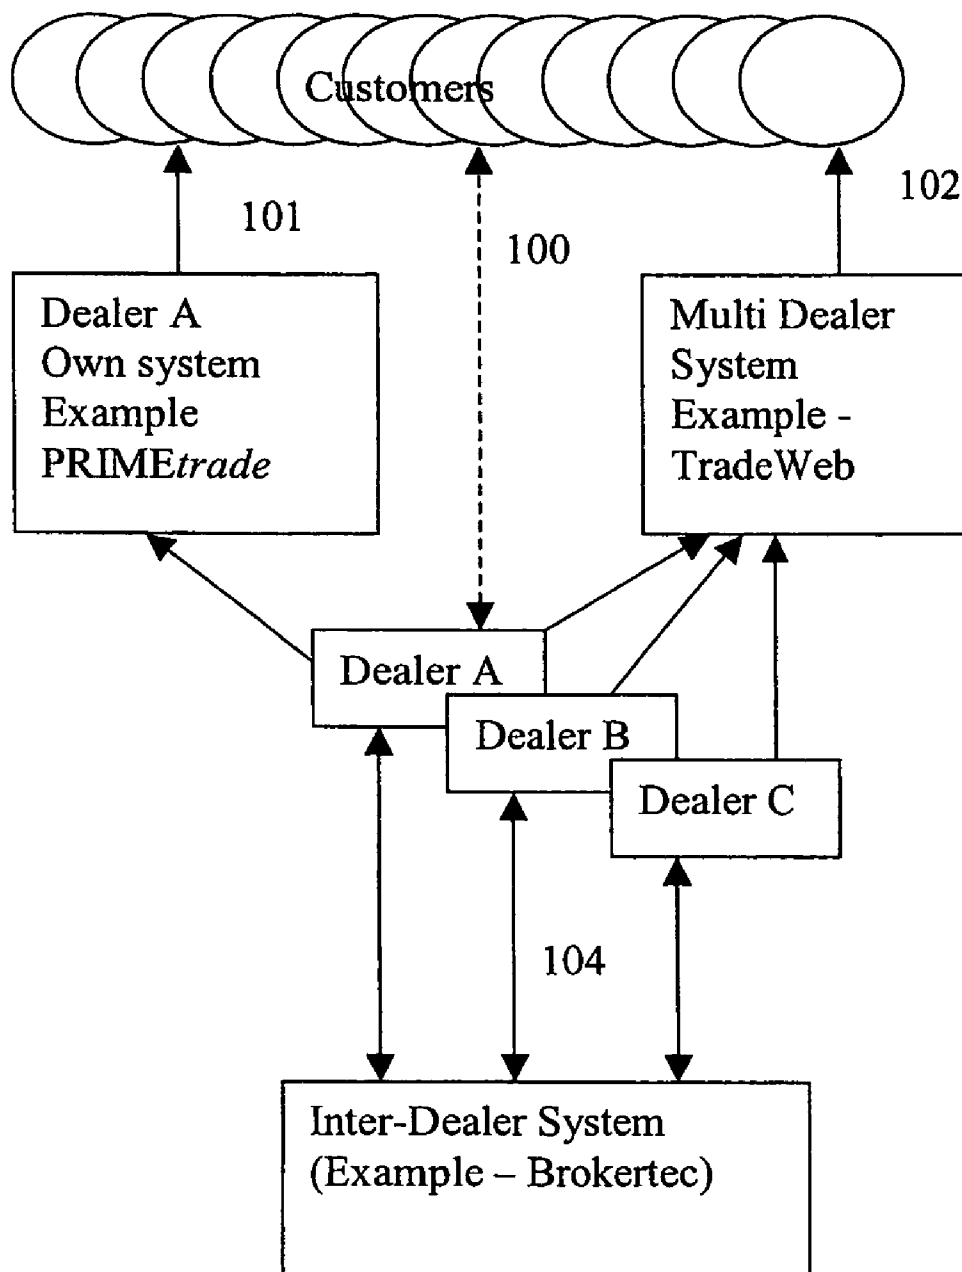 Customers
101
100
102
Dealer A
Own system
Example
PRIMEtrade
Multi Dealer
System
Example -
TradeWeb
Dealer A
Dealer B
Dealer C
104
Inter-Dealer System
(Example – Brokertec)